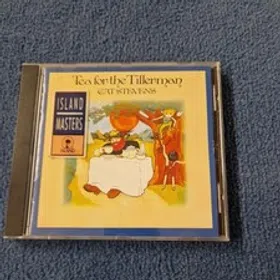 Tea for the Tillerman
CAT STEVENS
ISLAND
MASTERS